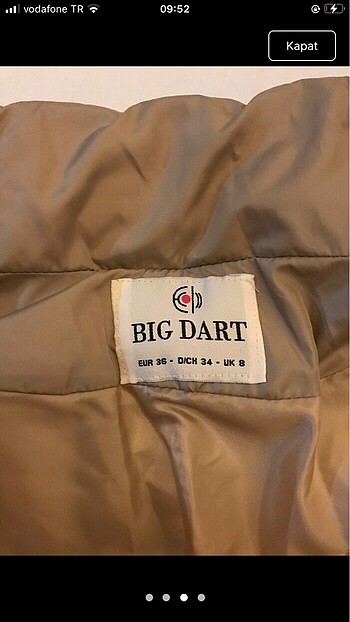 vodafone TR
09:52
Kapat
BIG DART
EUR 36 - D/CH 34 - UK 8